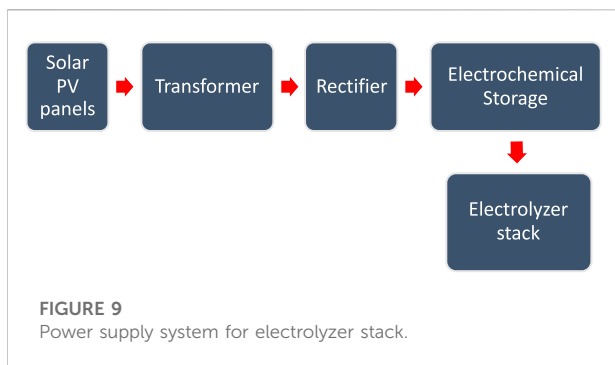 Solar
PV
panels
Transformer
Rectifier
Electrochemical
Storage
Electrolyzer
stack
FIGURE 9
Power supply system for electrolyzer stack.